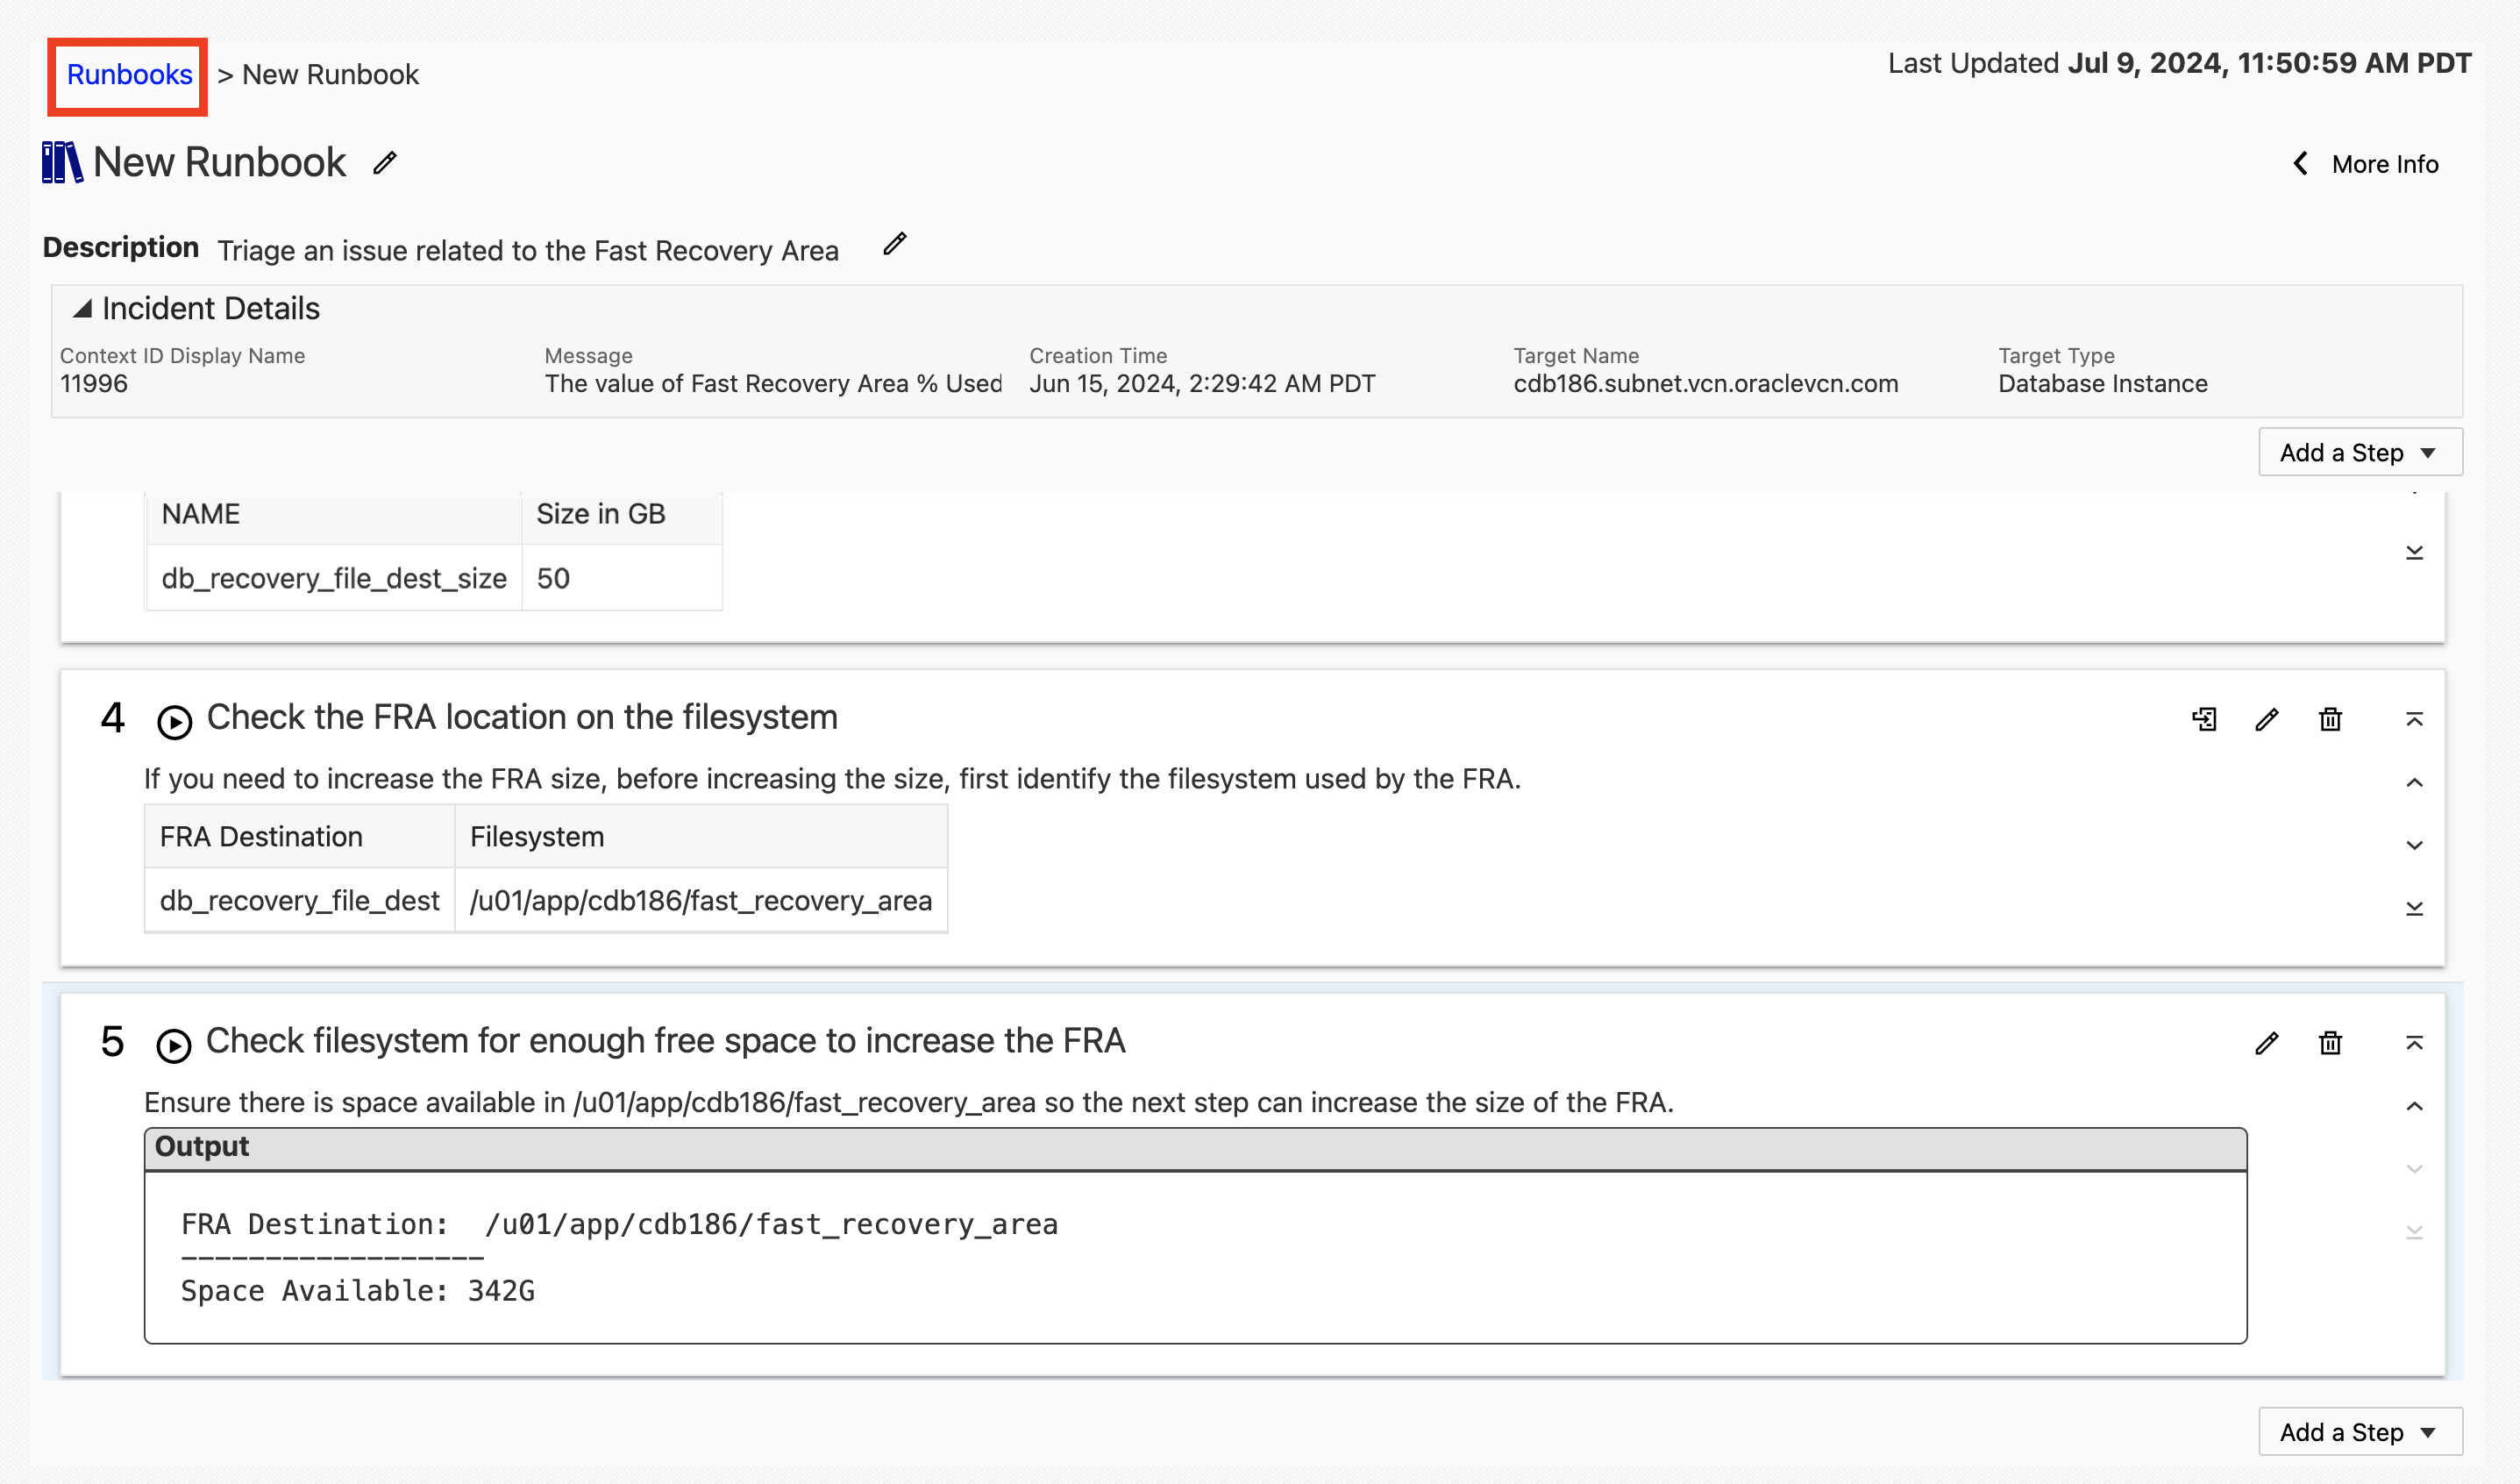 Runbooks > New Runbook
Last Updated Jul 9, 2024, 11:50:59 AM PDT
New Runbook
More Info
Description Triage an issue related to the Fast Recovery Area
Incident Details
Context ID Display Name
11996
Message
The value of Fast Recovery Area % Used
Creation Time
Jun 15, 2024, 2:29:42 AM PDT
Target Name
cdb186.subnet.vcn.oraclevcn.com
Target Type
Database Instance
Add a Step
NAME Size in GB
db_recovery_file_dest_size 50
4 Check the FRA location on the filesystem
If you need to increase the FRA size, before increasing the size, first identify the filesystem used by the FRA.
FRA Destination Filesystem
db_recovery_file_dest /u01/app/cdb186/fast_recovery_area
5 Check filesystem for enough free space to increase the FRA
Ensure there is space available in /u01/app/cdb186/fast_recovery_area so the next step can increase the size of the FRA.
Output
FRA Destination: /u01/app/cdb186/fast_recovery_area
------------------
Space Available: 342G
Add a Step